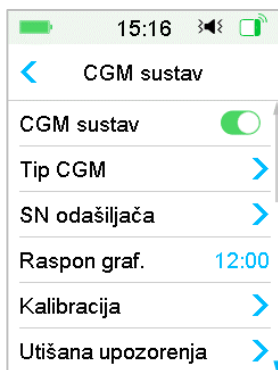 15:16
CGM sustav
CGM sustav
Tip CGM
SN odašiljača
Raspon graf. 12:00
Kalibracija
Utišana upozorenja